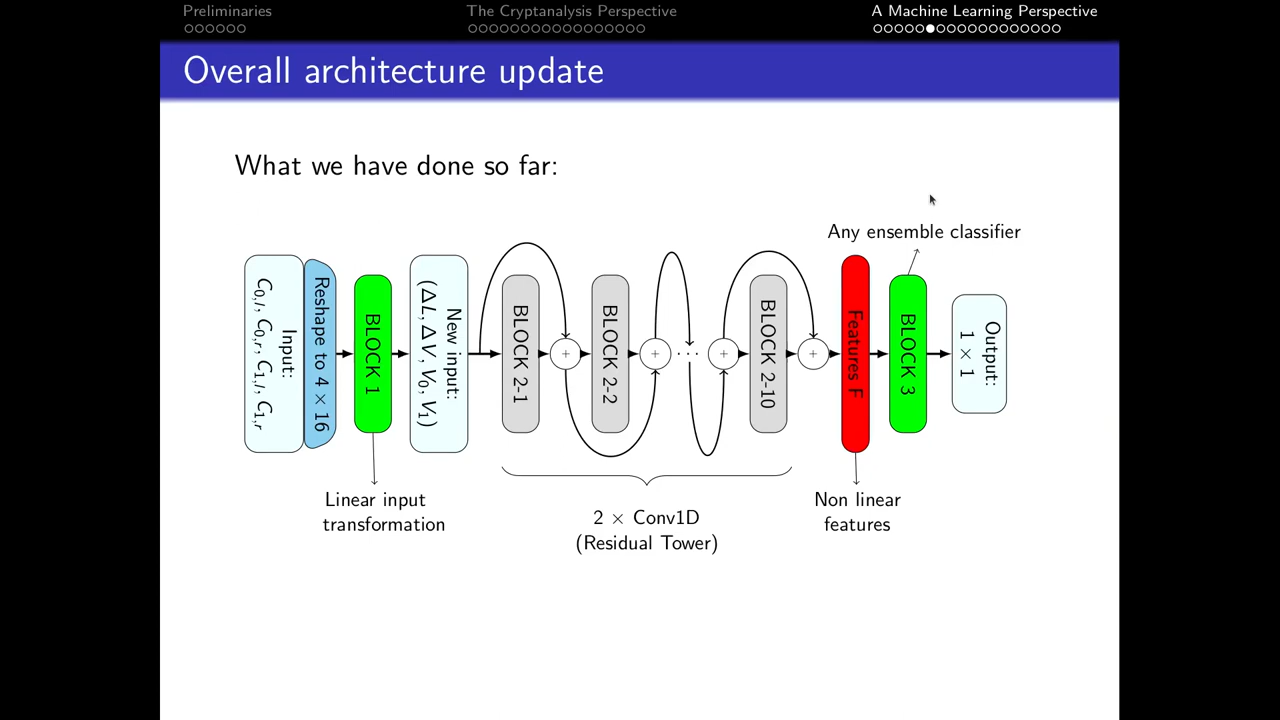 Preliminaries
The Cryptanalysis Perspective
A Machine Learning Perspective
Overall architecture update
What we have done so far:
Any ensemble classifier
Input:
C0,l, C0,r, C1,l, C1,r
Reshape to 4 × 16
BLOCK 1
New input:
(ΔL, ΔV, V0, V1)
BLOCK 2-1
+
BLOCK 2-2
+
···
+
BLOCK 2-10
+
Features F
BLOCK 3
Output:
1 × 1
Linear input
transformation
2 × Conv1D
(Residual Tower)
Non linear
features